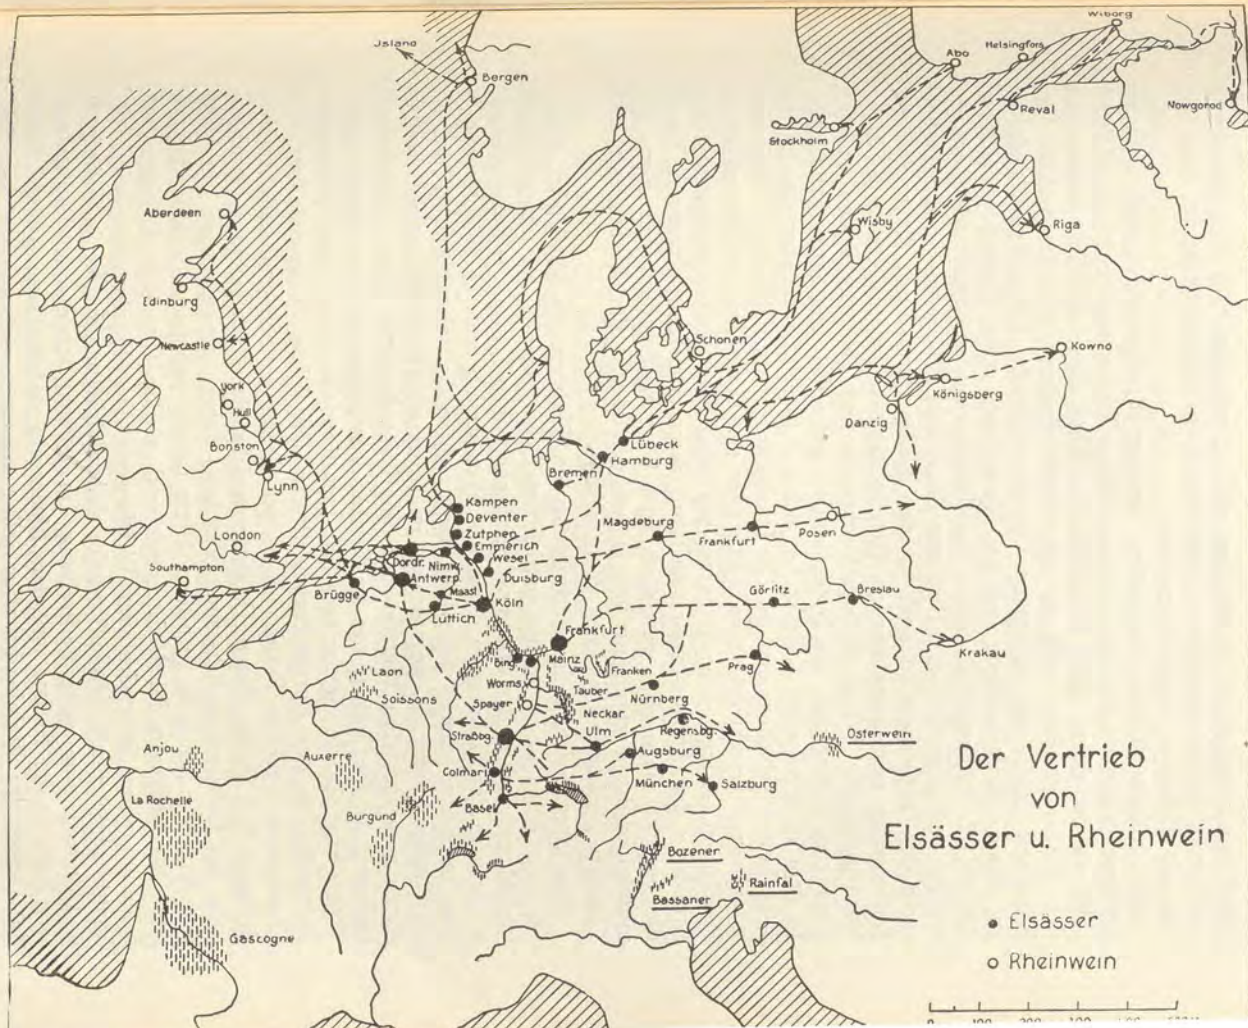 Wiborg
Island
Abo
Helsingfors
Bergen
Reval
Nowgorod
Stockholm
Aberdeen
Wisby
Riga
Edinburg
Newcastle
Schonen
Kowno
York
Hull
Königsberg
Danzig
Bonston
Lynn
Lübeck
Hamburg
Bremen
Kampen
Deventer
Zutphen
Emmerich
Wesel
Duisburg
Magdeburg
Frankfurt
Posen
London
Southampton
Dordr.
Nimw.
Antwerp.
Brügge
Maast
Lüttich
Köln
Görlitz
Breslau
Krakau
Frankfurt
Bing.
Mainz
Franken
Prag
Laon
Soissons
Worms
Tauber
Nürnberg
Spayer
Neckar
Straßbg.
Ulm
Regensbg.
Osterwein
Anjou
Auxerre
Colmar
Augsburg
München
Salzburg
La Rochelle
Burgund
Basel
Bozener
Rainfal
Bassaner
Gascogne
Der Vertrieb
von
Elsässer u. Rheinwein
Elsässer
Rheinwein